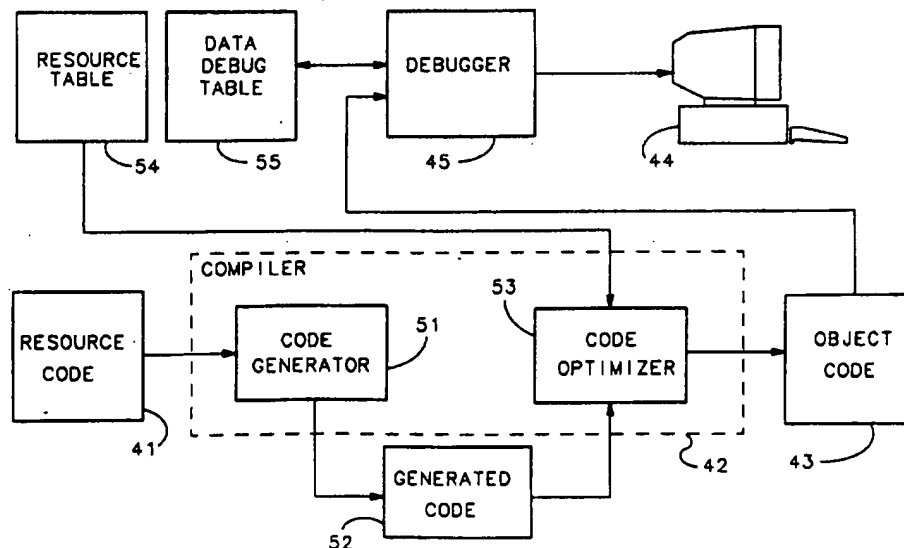 RESOURCE
TABLE
54
DATA
DEBUG
TABLE
55
DEBUGGER
45
44
COMPILER
RESOURCE
CODE
41
CODE
GENERATOR
51
53
CODE
OPTIMIZER
42
OBJECT
CODE
43
GENERATED
CODE
52